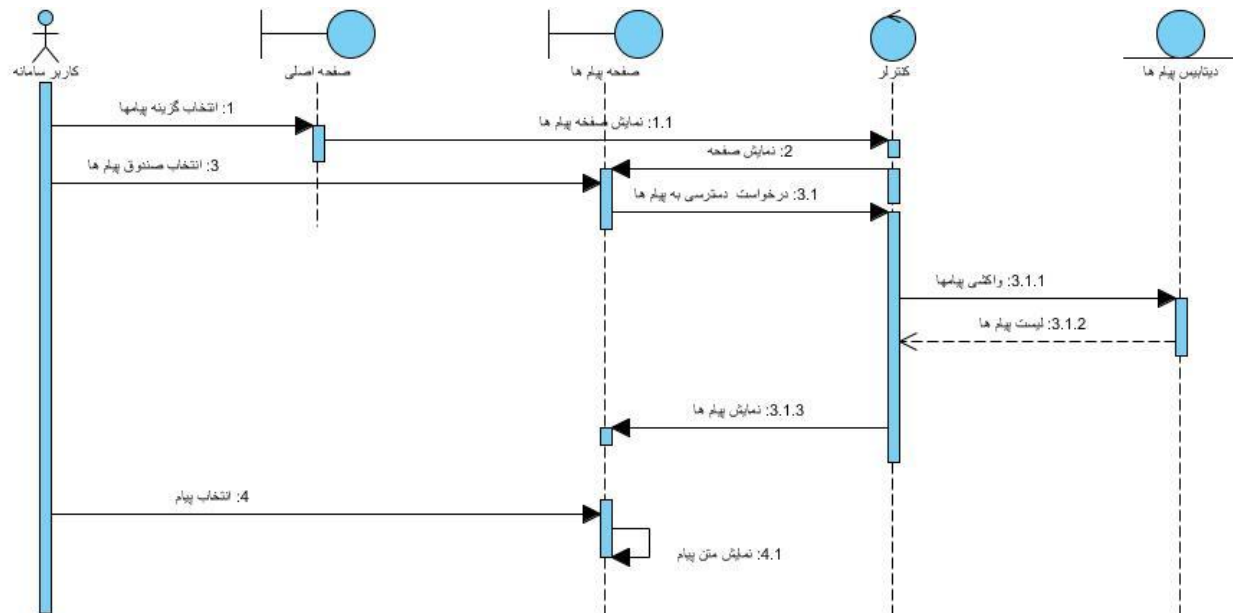 کاربر سامانه
صفحه اصلی
صفحه پیام ها
کنترلر
دیتابیس پیام ها
1: انتخاب گزینه پیامها
1.1: نمایش صفحه پیام ها
2: نمایش صفحه
3: انتخاب صندوق پیام ها
3.1: درخواست دسترسی به پیام ها
3.1.1: واکشی پیامها
3.1.2: لیست پیام ها
3.1.3: نمایش پیام ها
4: انتخاب پیام
4.1: نمایش متن پیام